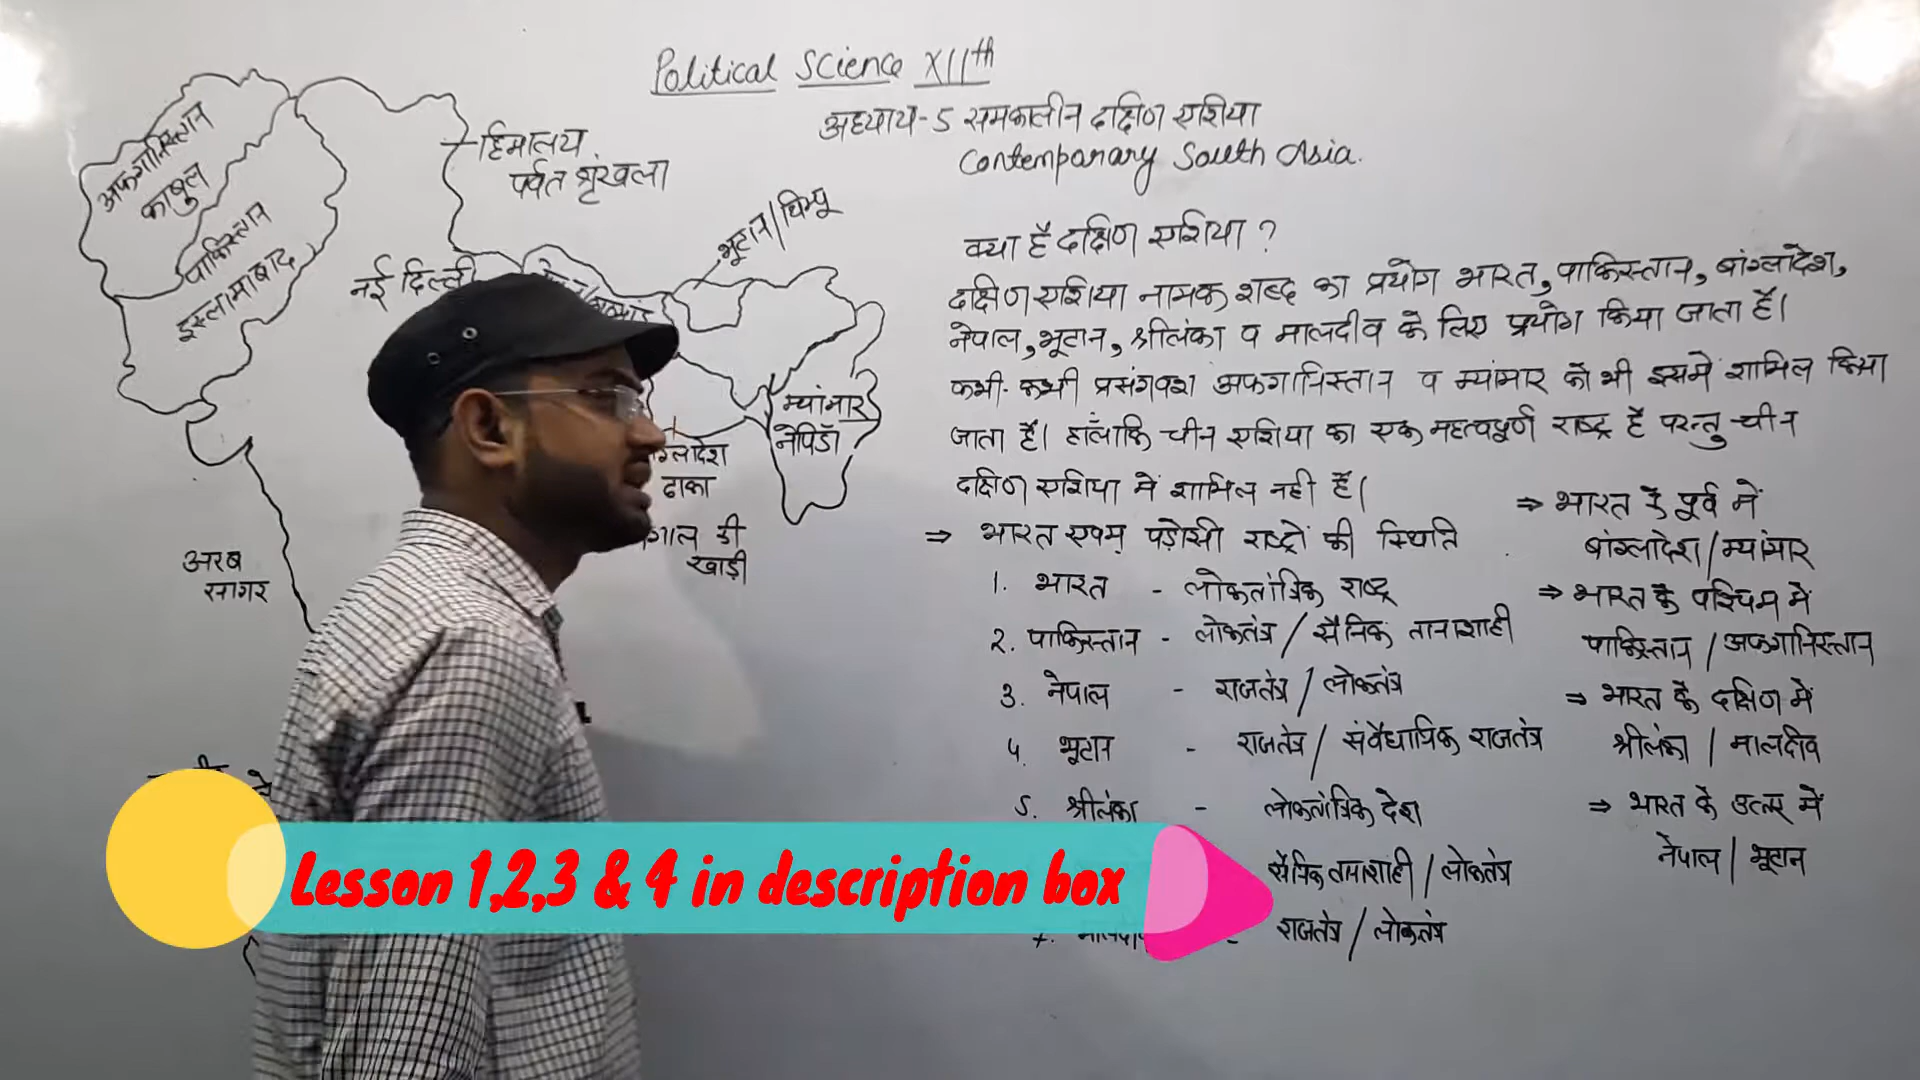 Political Science XIIth
अध्याय-5 समकालीन दक्षिण एशिया
Contemparary South Asia.
अफगानिस्तान
काबुल
पाकिस्तान
इस्लामाबाद
हिमालय
पर्वत शृंखला
नई दिल्ली
भूटान/थिम्पू
म्यांमार
नेपिडॉ
ढाका
खाड़ी
अरब
सागर
क्या है दक्षिण एशिया ?
दक्षिण एशिया नामक शब्द का प्रयोग भारत, पाकिस्तान, बांग्लादेश,
नेपाल, भूटान, श्रीलंका व मालदीव के लिए प्रयोग किया जाता है।
कभी-कभी प्रसंगवश अफगानिस्तान व म्यांमार को भी इसमें शामिल किया
जाता है। हालाँकि चीन एशिया का एक महत्वपूर्ण राष्ट्र है परन्तु चीन
दक्षिण एशिया में शामिल नही है।
⇒ भारत एवम् पड़ोसी राष्ट्रों की स्थिति
1. भारत - लोकतांत्रिक राष्ट्र
2. पाकिस्तान - लोकतंत्र / सैनिक तानाशाही
3. नेपाल - राजतंत्र / लोकतंत्र
4. भूटान - राजतंत्र / संवैधानिक राजतंत्र
5. श्रीलंका - लोकतांत्रिक देश
सैनिक तानाशाही / लोकतंत्र
- राजतंत्र / लोकतंत्र
⇒ भारत के पूर्व में
बांग्लादेश / म्यांमार
⇒ भारत के पश्चिम में
पाकिस्तान / अफगानिस्तान
⇒ भारत के दक्षिण में
श्रीलंका / मालदीव
⇒ भारत के उत्तर में
नेपाल / भूटान
Lesson 1,2,3 & 4 in description box